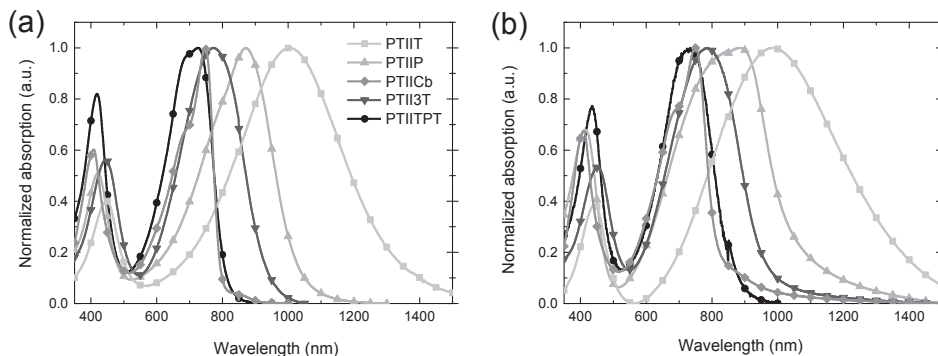 (a)
Normalized absorption (a.u.)
1.0
0.8
0.6
0.4
0.2
0.0
400 600 800 1000 1200 1400
Wavelength (nm)
PTIIT
PTIIP
PTIICb
PTII3T
PTIITPT
(b)
Normalized absorption (a.u.)
1.0
0.8
0.6
0.4
0.2
0.0
400 600 800 1000 1200 1400
Wavelength (nm)